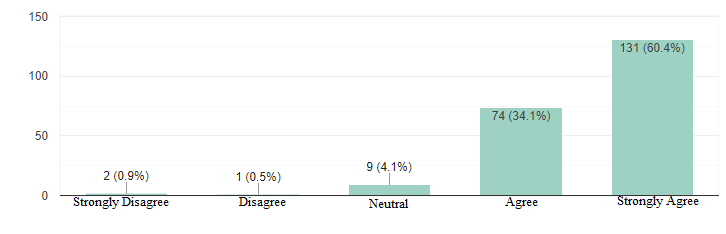 150
100
50
0
2 (0.9%)
1 (0.5%)
9 (4.1%)
74 (34.1%)
131 (60.4%)
Strongly Disagree
Disagree
Neutral
Agree
Strongly Agree